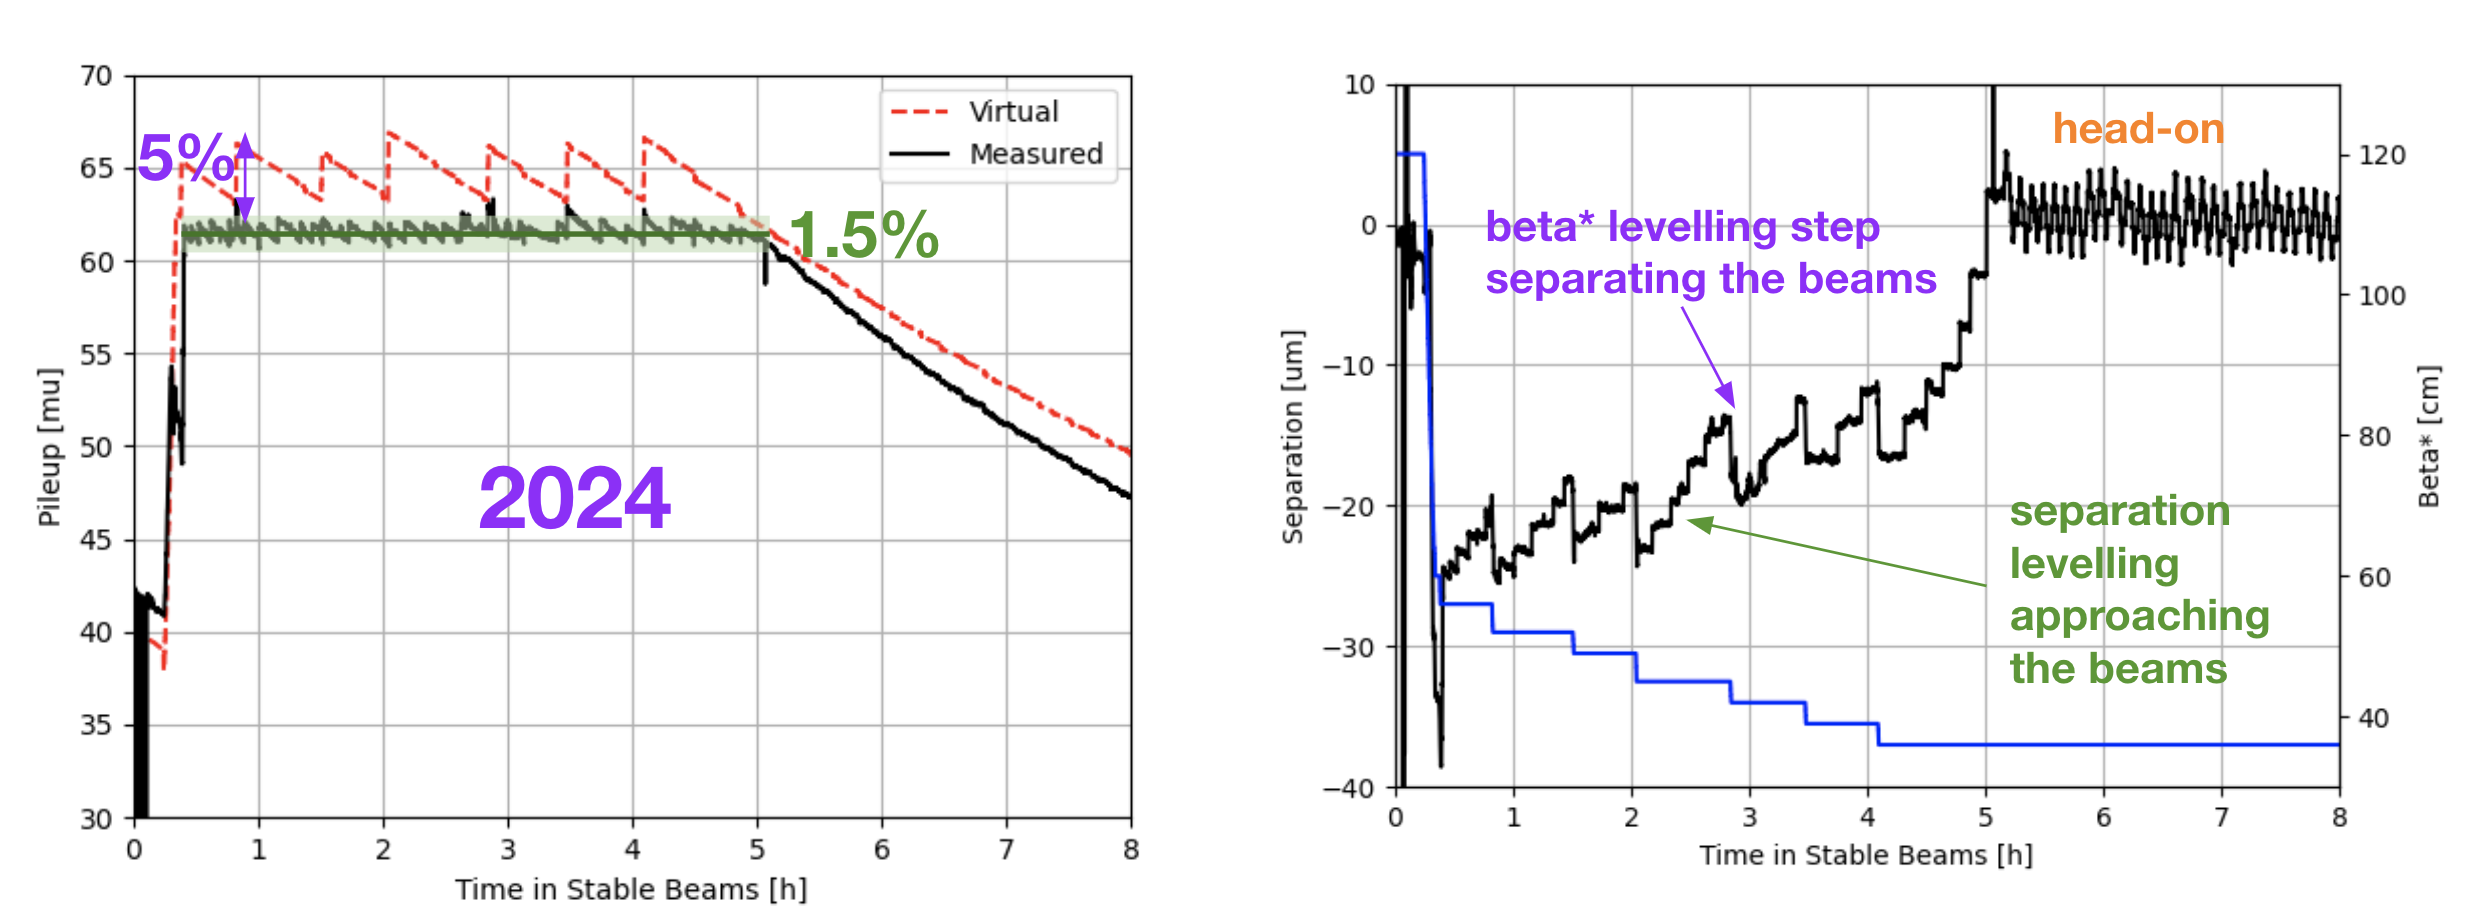 70
65
60
55
50
45
40
35
30
Pileup [mu]
0 1 2 3 4 5 6 7 8
Time in Stable Beams [h]
Virtual
Measured
5%
1.5%
2024
10
0
−10
−20
−30
−40
Separation [um]
0 1 2 3 4 5 6 7 8
Time in Stable Beams [h]
120
100
80
60
40
Beta* [cm]
head-on
beta* levelling step
separating the beams
separation
levelling
approaching
the beams